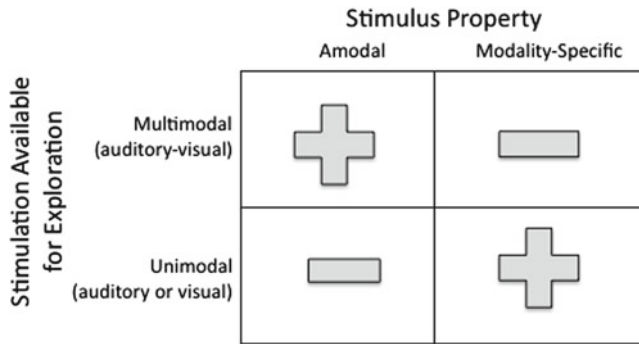 Stimulus Property
Amodal
Modality-Specific
Stimulation Available
for Exploration
Multimodal
(auditory-visual)
Unimodal
(auditory or visual)